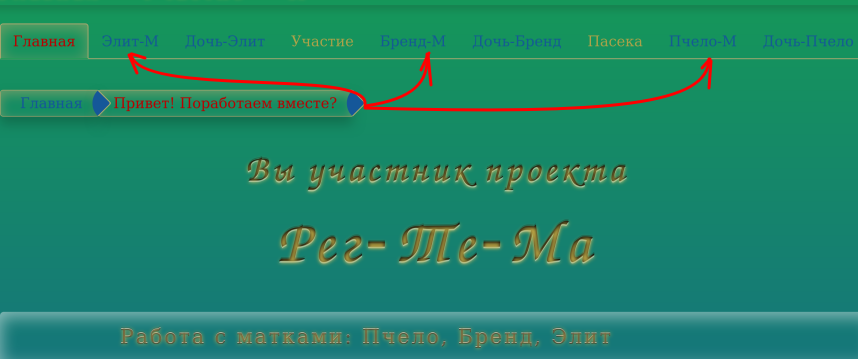 Главная Элит-М Дочь-Элит Участие Бренд-М Дочь-Бренд Пасека Пчело-М Дочь-Пчело
Главная Привет! Поработаем вместе?
Вы участник проекта
Рег-Те-Ма
Работа с матками: Пчело, Бренд, Элит